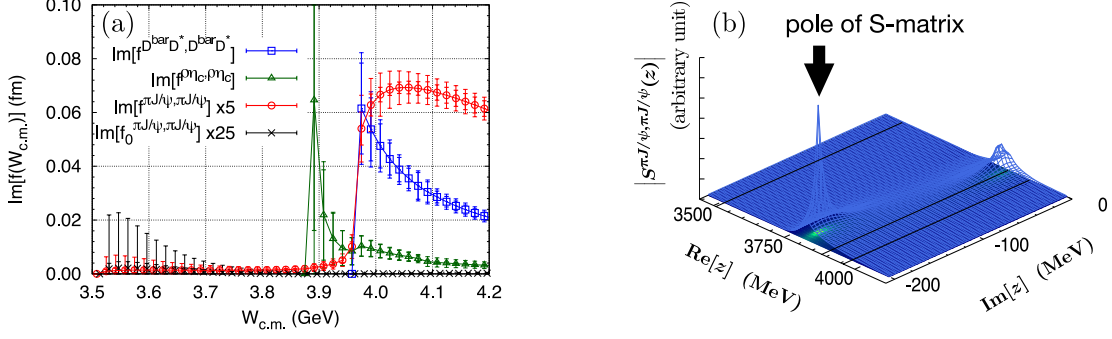 (a)
Im[f(W_{c.m.})] (fm)
0.10
0.08
0.06
0.04
0.02
0.00
Im[f^{D^{bar}D^*, D^{bar}D^*}]
Im[f^{ρη_c, ρη_c}]
Im[f^{πJ/ψ, πJ/ψ}] x5
Im[f_0^{πJ/ψ, πJ/ψ}] x25
3.5 3.6 3.7 3.8 3.9 4.0 4.1 4.2
W_{c.m.} (GeV)
(b)
pole of S-matrix
|S^{πJ/ψ, πJ/ψ}(z)|
(arbitrary unit)
3500
3750
4000
Re[z] (MeV)
-200
-100
0
Im[z] (MeV)